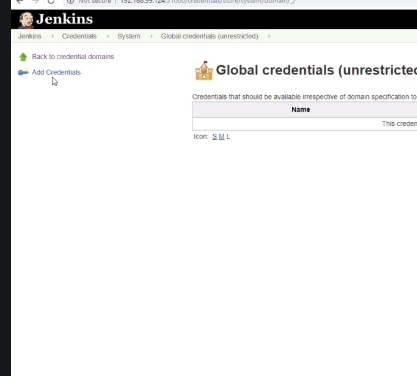 Not secure | 192.168.99.124:31000/credentials/store/system/domain/_/
Jenkins
Jenkins › Credentials › System › Global credentials (unrestricted) ›
Back to credential domains
Add Credentials
Global credentials (unrestricted
Credentials that should be available irrespective of domain specification to
Name
This creden
Icon: S M L